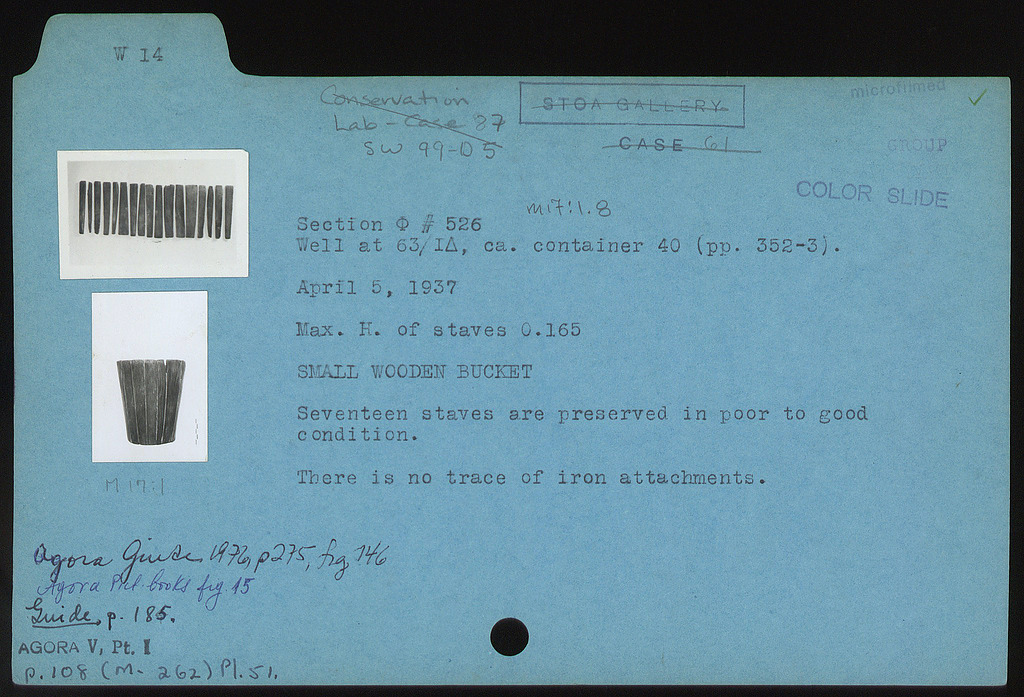 W 14
Conservation
Lab - Case 87
SW 99-D5
STOA GALLERY
CASE 61
microfilmed
GROUP
COLOR SLIDE
m17:1.8
Section Φ # 526
Well at 63/ΙΔ, ca. container 40 (pp. 352-3).
April 5, 1937
Max. H. of staves 0.165
SMALL WOODEN BUCKET
Seventeen staves are preserved in poor to good
condition.
There is no trace of iron attachments.
M 17:1
Agora Guide 1976, p 275, fig. 146
Agora Pict. books fig. 15
Guide, p. 185.
AGORA V, Pt. I
p. 108 (M- 262) Pl. 51.